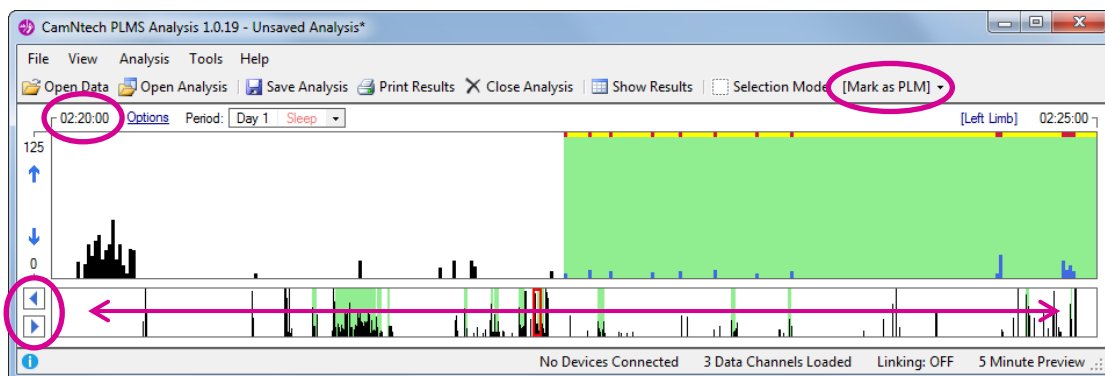 CamNtech PLMS Analysis 1.0.19 - Unsaved Analysis*
File View Analysis Tools Help
Open Data Open Analysis Save Analysis Print Results Close Analysis Show Results Selection Mode [Mark as PLM]
02:20:00 Options Period: Day 1 Sleep [Left Limb] 02:25:00
125
0
No Devices Connected 3 Data Channels Loaded Linking: OFF 5 Minute Preview